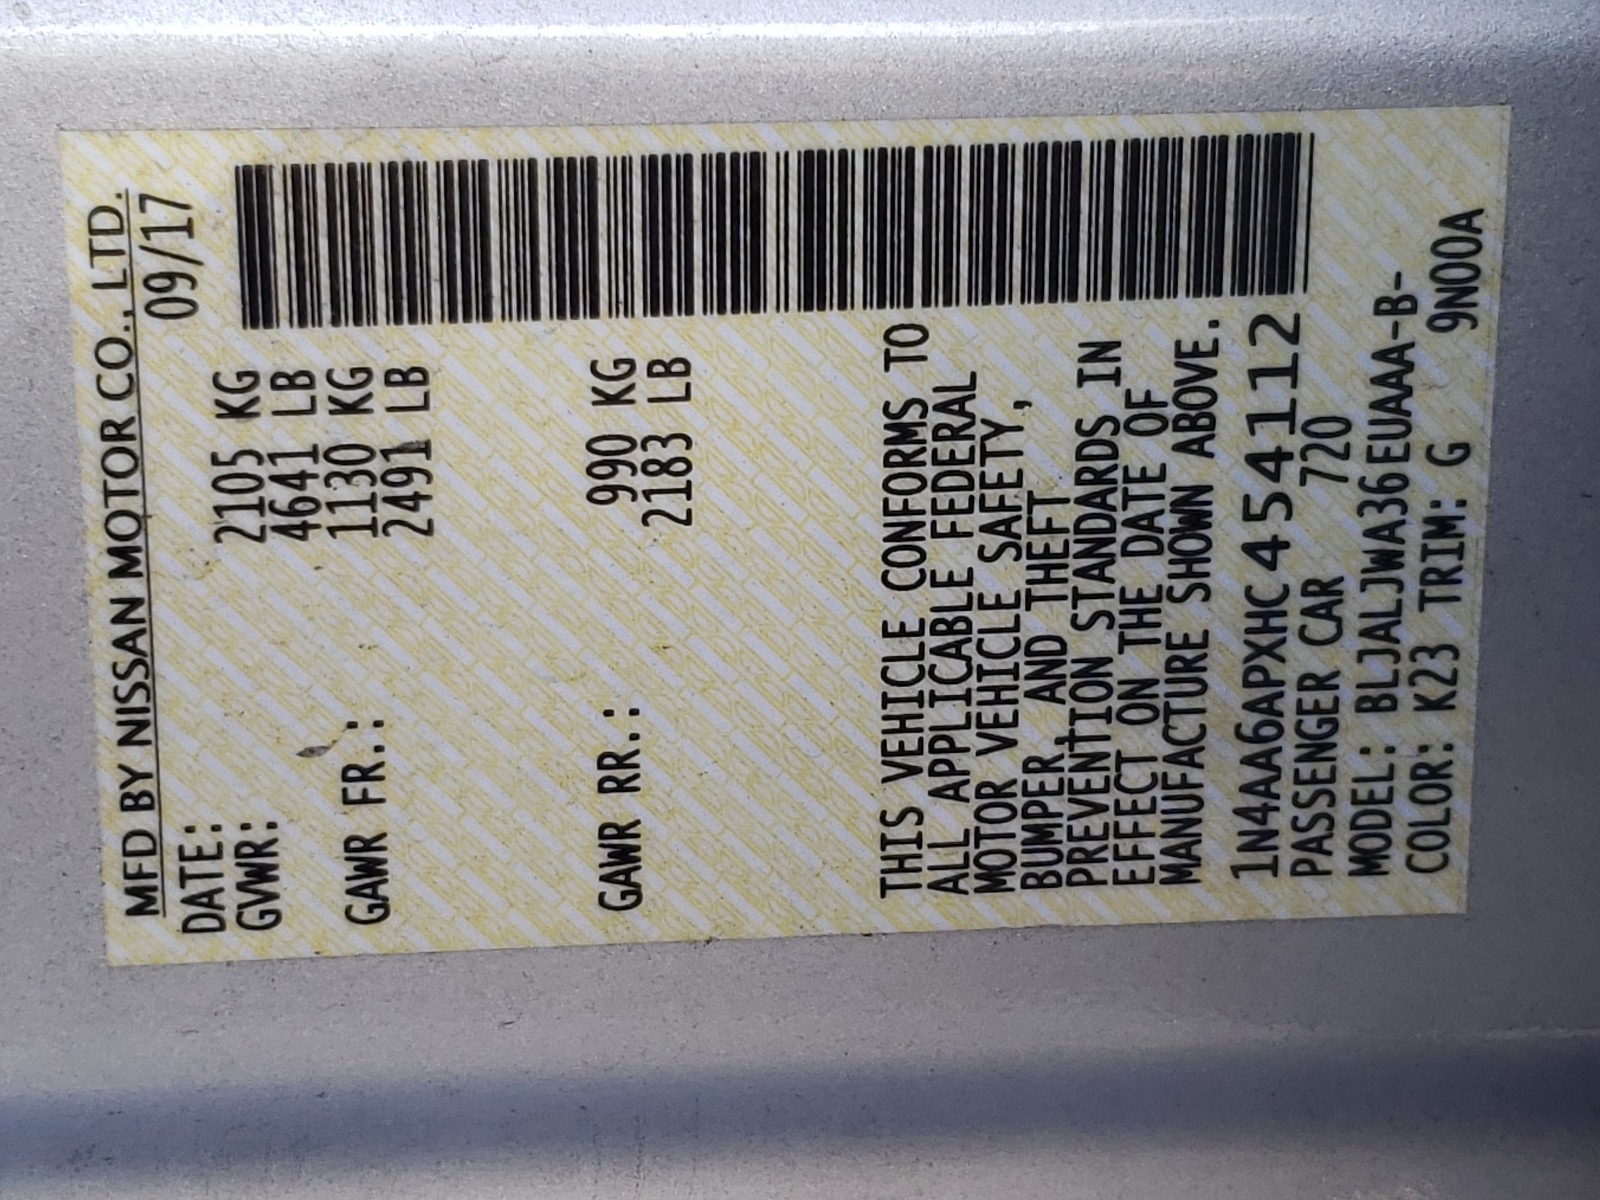 MFD BY NISSAN MOTOR CO., LTD.
DATE: 09/17
GVWR: 2105 KG
4641 LB
GAWR FR.: 1130 KG
2491 LB
GAWR RR.: 990 KG
2183 LB
THIS VEHICLE CONFORMS TO
ALL APPLICABLE FEDERAL
MOTOR VEHICLE SAFETY,
BUMPER AND THEFT
PREVENTION STANDARDS IN
EFFECT ON THE DATE OF
MANUFACTURE SHOWN ABOVE.
1N4AA6APXHC454112
PASSENGER CAR 720
MODEL: BLJALJWA36EUAAA-B-
COLOR: K23 TRIM: G 9N00A